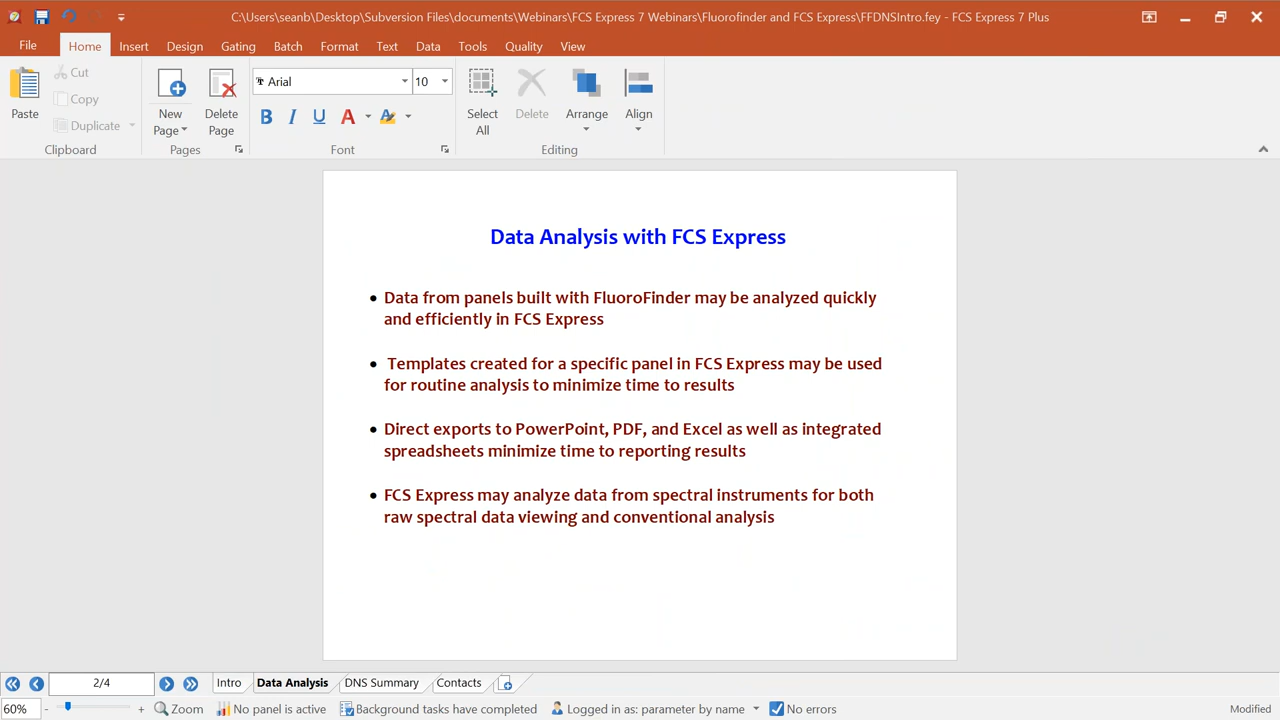 C:\Users\seanb\Desktop\Subversion Files\documents\Webinars\FCS Express 7 Webinars\Fluorofinder and FCS Express\FFDNSIntro.fey - FCS Express 7 Plus
File Home Insert Design Gating Batch Format Text Data Tools Quality View
Paste
Cut
Copy
Duplicate
Clipboard
New
Page
Delete
Page
Pages
Arial 10
B I U A
Font
Select
All
Delete
Arrange
Align
Editing
Data Analysis with FCS Express
• Data from panels built with FluoroFinder may be analyzed quickly
and efficiently in FCS Express
• Templates created for a specific panel in FCS Express may be used
for routine analysis to minimize time to results
• Direct exports to PowerPoint, PDF, and Excel as well as integrated
spreadsheets minimize time to reporting results
• FCS Express may analyze data from spectral instruments for both
raw spectral data viewing and conventional analysis
2/4 Intro Data Analysis DNS Summary Contacts
60% - + Zoom No panel is active Background tasks have completed Logged in as: parameter by name No errors Modified